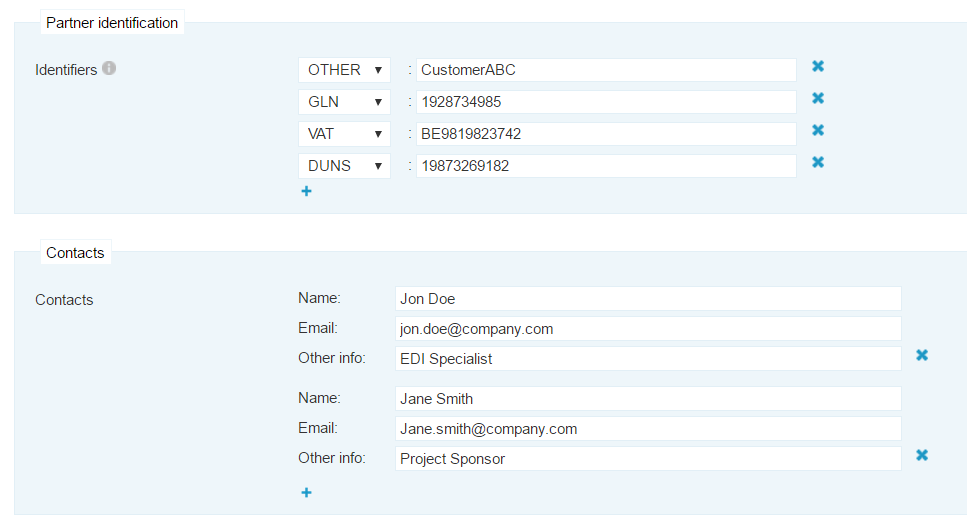 Partner identification
Identifiers
OTHER : CustomerABC
GLN : 1928734985
VAT : BE9819823742
DUNS : 19873269182
Contacts
Contacts
Name: Jon Doe
Email: jon.doe@company.com
Other info: EDI Specialist
Name: Jane Smith
Email: Jane.smith@company.com
Other info: Project Sponsor